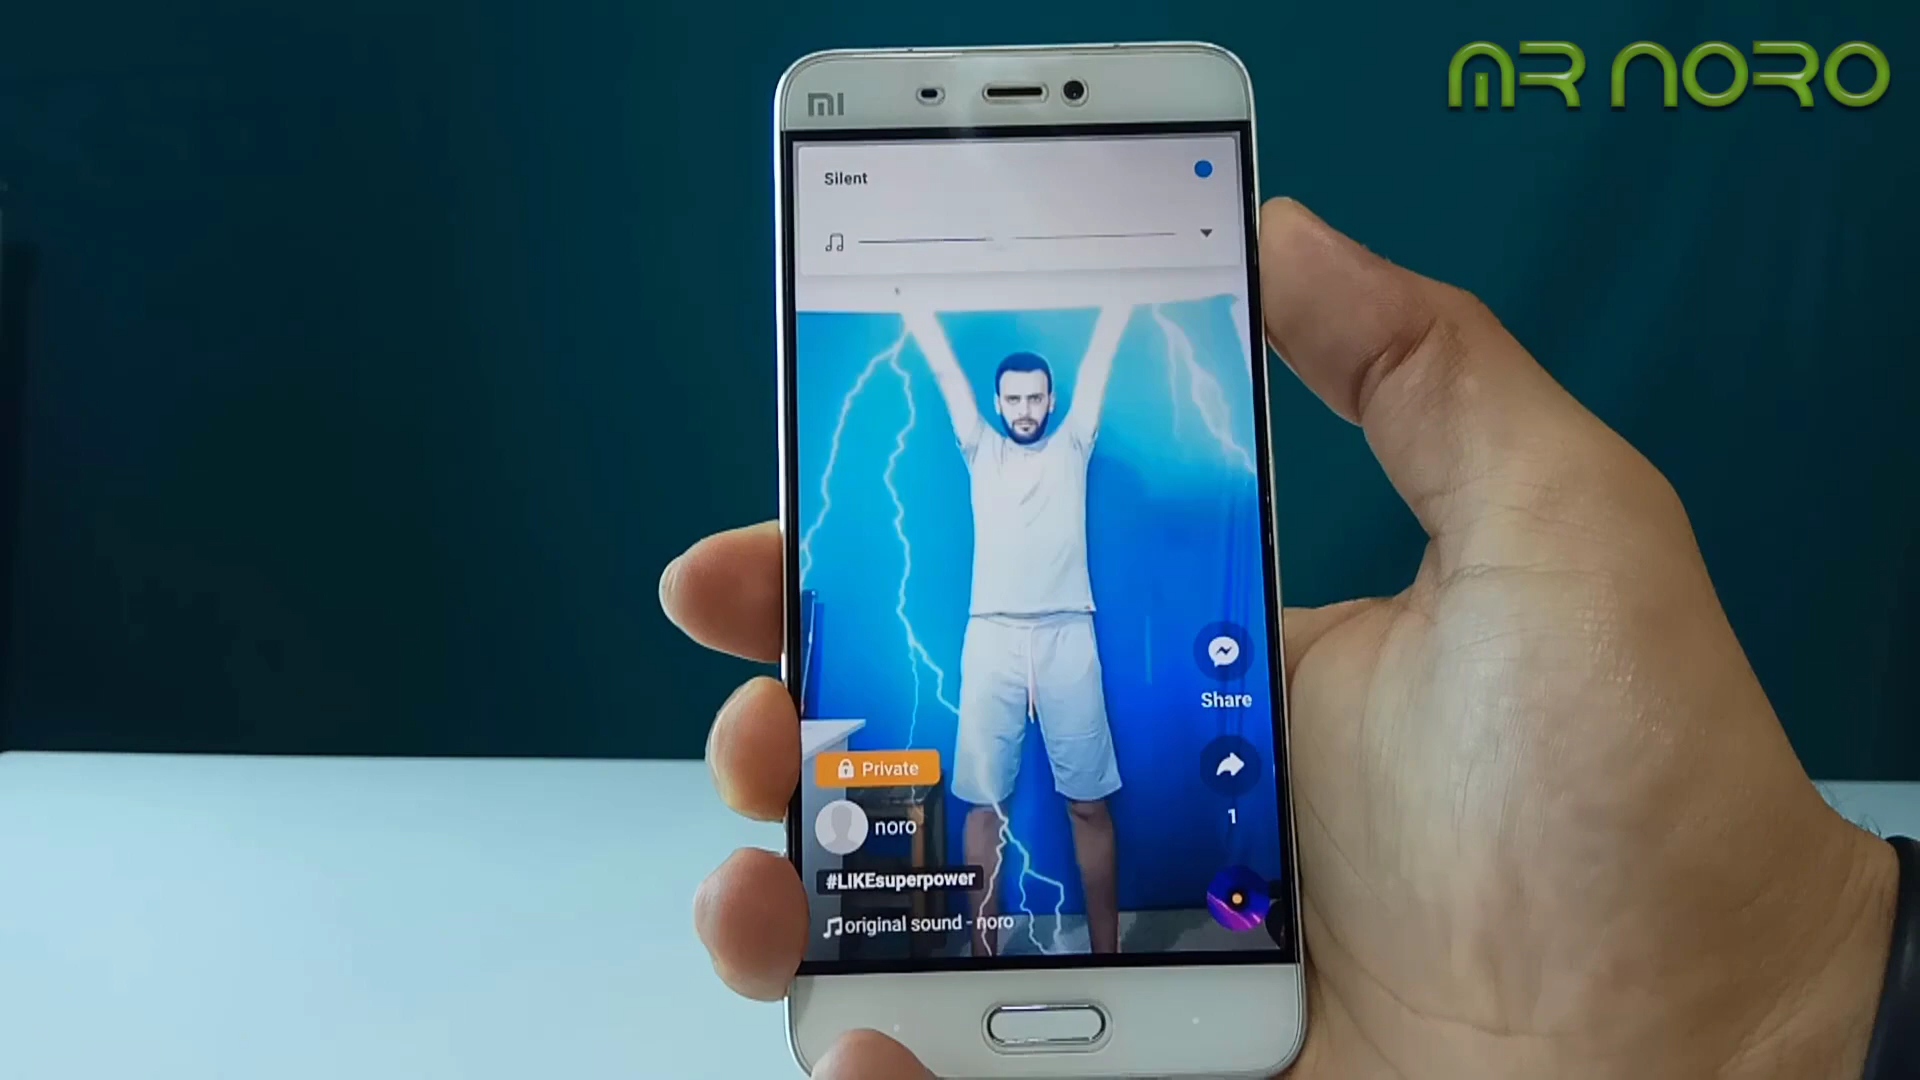 MR NORO
mi
Silent
Share
Private
1
noro
#LIKEsuperpower
original sound - noro